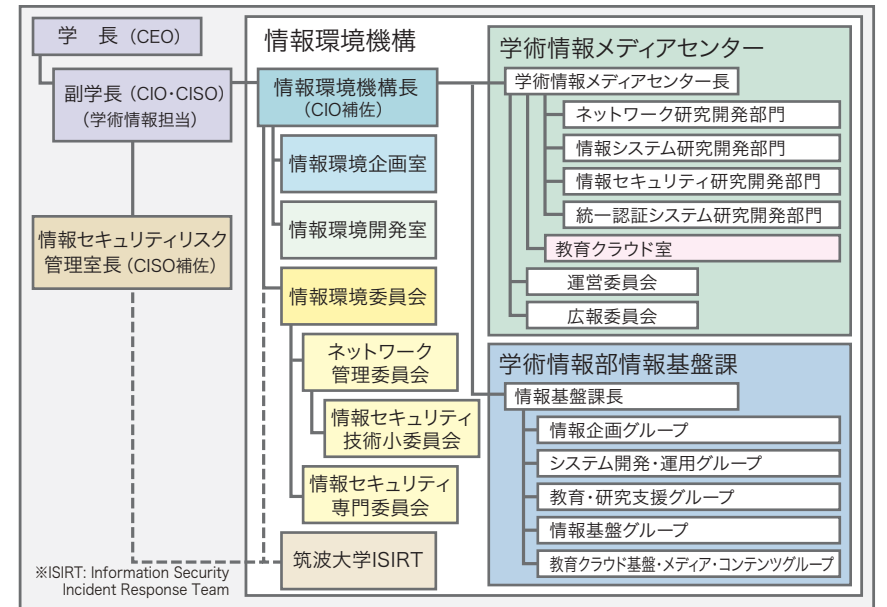 学 長 (CEO)
副学長 (CIO・CISO)
(学術情報担当)
情報セキュリティリスク
管理室長 (CISO補佐)
※ISIRT: Information Security
Incident Response Team
情報環境機構
情報環境機構長
(CIO補佐)
情報環境企画室
情報環境開発室
情報環境委員会
ネットワーク
管理委員会
情報セキュリティ
技術小委員会
情報セキュリティ
専門委員会
筑波大学ISIRT
学術情報メディアセンター
学術情報メディアセンター長
ネットワーク研究開発部門
情報システム研究開発部門
情報セキュリティ研究開発部門
統一認証システム研究開発部門
教育クラウド室
運営委員会
広報委員会
学術情報部情報基盤課
情報基盤課長
情報企画グループ
システム開発・運用グループ
教育・研究支援グループ
情報基盤グループ
教育クラウド基盤・メディア・コンテンツグループ